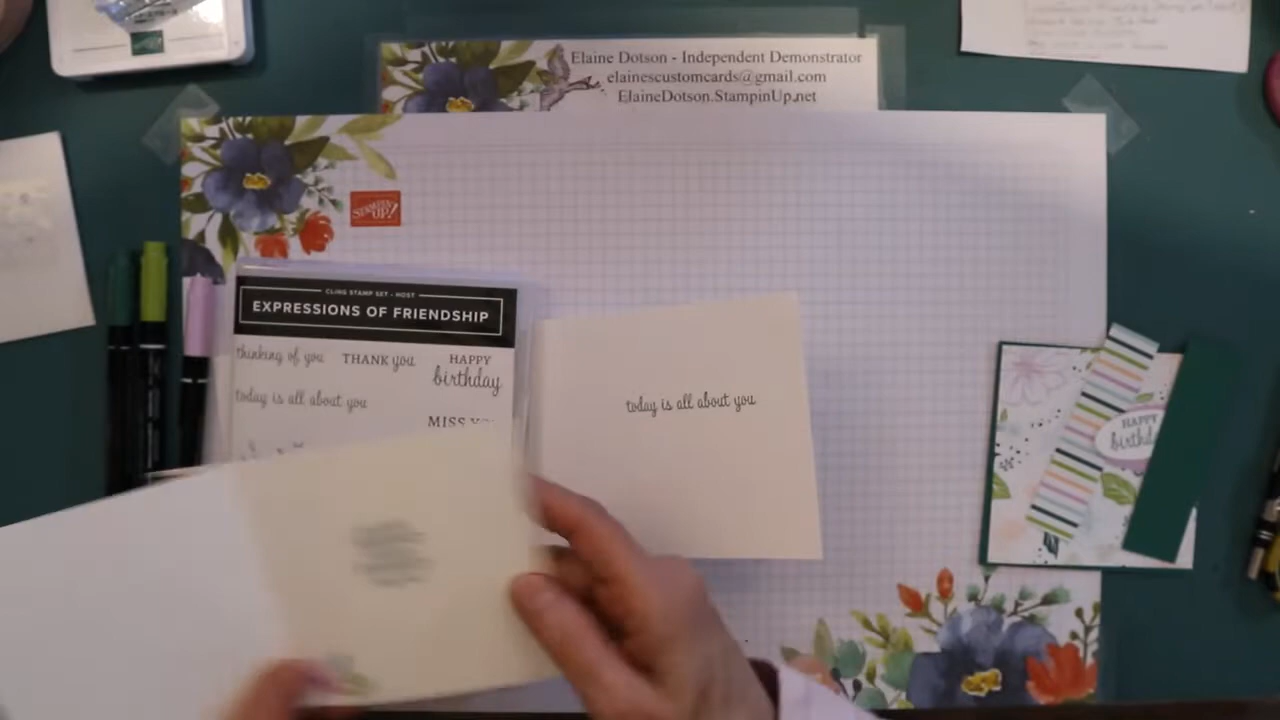 Elaine Dotson - Independent Demonstrator
elainescustomcards@gmail.com
ElaineDotson.StampinUp.net
STAMPIN' UP!
CLING STAMP SET - HOST
EXPRESSIONS OF FRIENDSHIP
thinking of you
THANK you
HAPPY
birthday
today is all about you
MISS
today is all about you
HAPPY